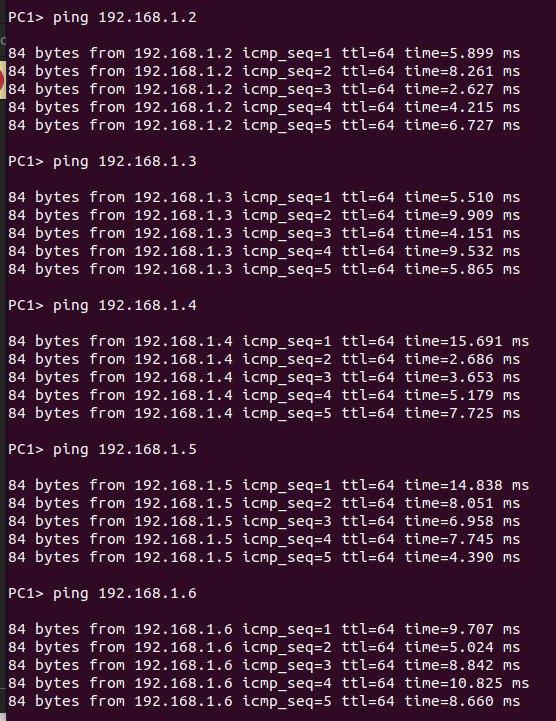 PC1> ping 192.168.1.2
84 bytes from 192.168.1.2 icmp_seq=1 ttl=64 time=5.899 ms
84 bytes from 192.168.1.2 icmp_seq=2 ttl=64 time=8.261 ms
84 bytes from 192.168.1.2 icmp_seq=3 ttl=64 time=2.627 ms
84 bytes from 192.168.1.2 icmp_seq=4 ttl=64 time=4.215 ms
84 bytes from 192.168.1.2 icmp_seq=5 ttl=64 time=6.727 ms
PC1> ping 192.168.1.3
84 bytes from 192.168.1.3 icmp_seq=1 ttl=64 time=5.510 ms
84 bytes from 192.168.1.3 icmp_seq=2 ttl=64 time=9.909 ms
84 bytes from 192.168.1.3 icmp_seq=3 ttl=64 time=4.151 ms
84 bytes from 192.168.1.3 icmp_seq=4 ttl=64 time=9.532 ms
84 bytes from 192.168.1.3 icmp_seq=5 ttl=64 time=5.865 ms
PC1> ping 192.168.1.4
84 bytes from 192.168.1.4 icmp_seq=1 ttl=64 time=15.691 ms
84 bytes from 192.168.1.4 icmp_seq=2 ttl=64 time=2.686 ms
84 bytes from 192.168.1.4 icmp_seq=3 ttl=64 time=3.653 ms
84 bytes from 192.168.1.4 icmp_seq=4 ttl=64 time=5.179 ms
84 bytes from 192.168.1.4 icmp_seq=5 ttl=64 time=7.725 ms
PC1> ping 192.168.1.5
84 bytes from 192.168.1.5 icmp_seq=1 ttl=64 time=14.838 ms
84 bytes from 192.168.1.5 icmp_seq=2 ttl=64 time=8.051 ms
84 bytes from 192.168.1.5 icmp_seq=3 ttl=64 time=6.958 ms
84 bytes from 192.168.1.5 icmp_seq=4 ttl=64 time=7.745 ms
84 bytes from 192.168.1.5 icmp_seq=5 ttl=64 time=4.390 ms
PC1> ping 192.168.1.6
84 bytes from 192.168.1.6 icmp_seq=1 ttl=64 time=9.707 ms
84 bytes from 192.168.1.6 icmp_seq=2 ttl=64 time=5.024 ms
84 bytes from 192.168.1.6 icmp_seq=3 ttl=64 time=8.842 ms
84 bytes from 192.168.1.6 icmp_seq=4 ttl=64 time=10.825 ms
84 bytes from 192.168.1.6 icmp_seq=5 ttl=64 time=8.660 ms